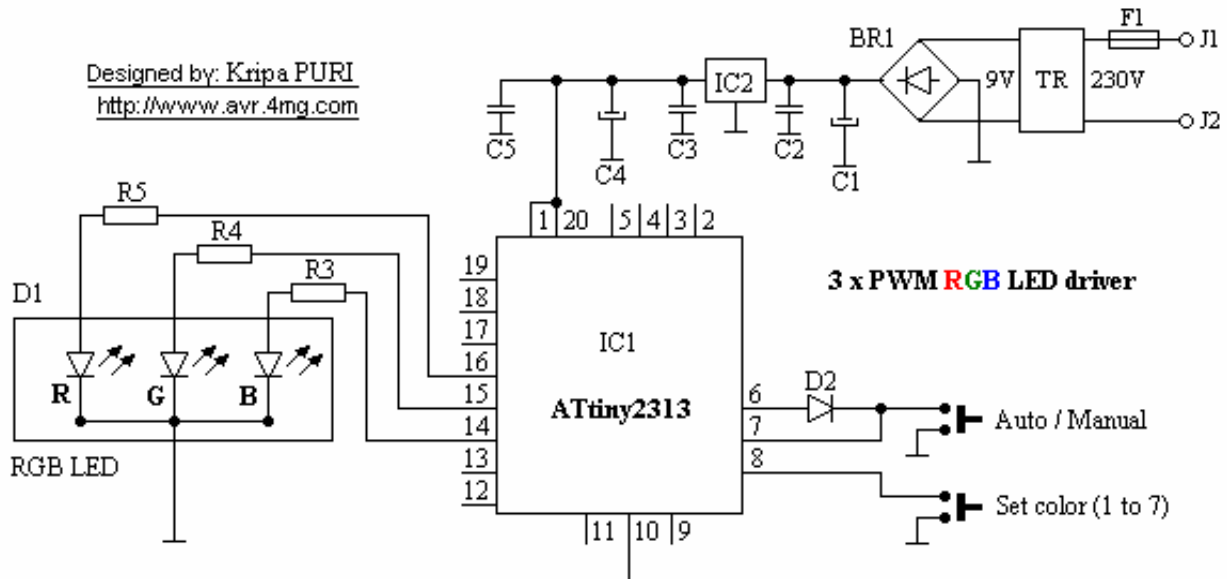 Designed by: Kripa PURI
http://www.avr.4mg.com
BR1
F1
J1
IC2
9V
TR
230V
J2
C5
C4
C3
C2
C1
R5
R4
R3
1
20
5
4
3
2
19
18
17
16
15
14
13
12
3 x PWM RGB LED driver
D1
R
G
B
RGB LED
IC1
ATtiny2313
6
7
8
D2
Auto / Manual
Set color (1 to 7)
11
10
9